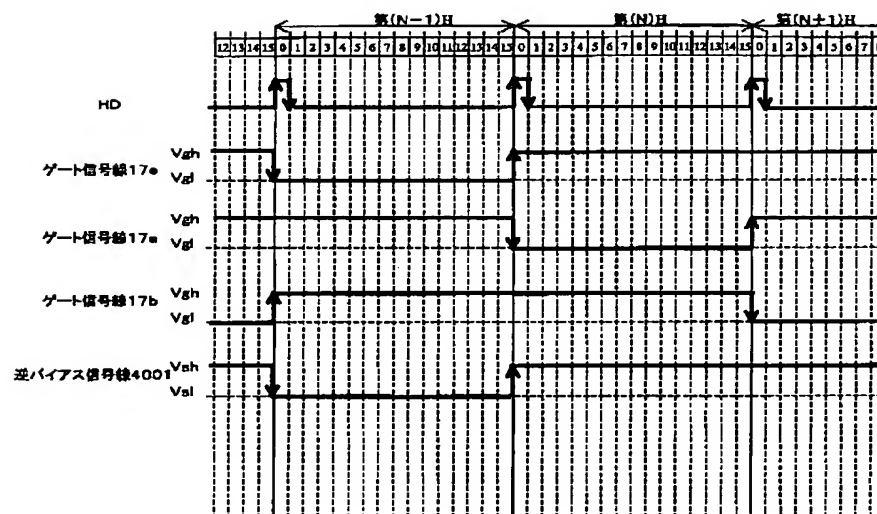 第(N-1)H 第(N)H 第(N+1)H
12 13 14 15 0 1 2 3 4 5 6 7 8 9 10 11 12 13 14 15 0 1 2 3 4 5 6 7 8 9 10 11 12 13 14 15 0 1 2 3 4 5 6 7
HD
Vgh
ゲート信号線17e
Vgl
Vgh
ゲート信号線17a
Vgl
Vgh
ゲート信号線17b
Vgl
Vsh
逆バイアス信号線4001
Vsl